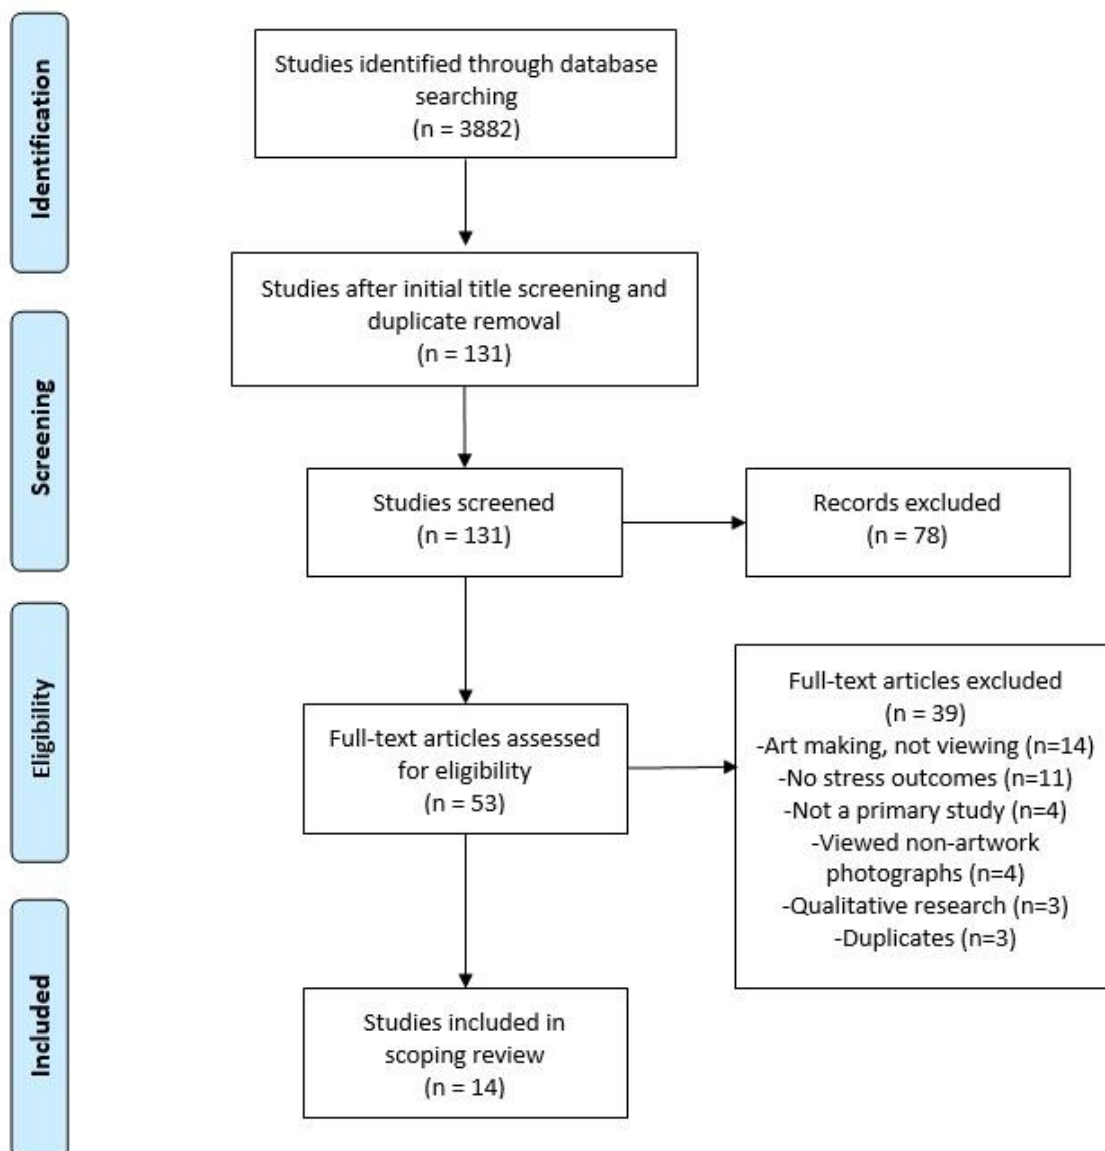 Identification
Studies identified through database
searching
(n = 3882)
Studies after initial title screening and
duplicate removal
(n = 131)
Screening
Studies screened
(n = 131)
Records excluded
(n = 78)
Eligibility
Full-text articles assessed
for eligibility
(n = 53)
Full-text articles excluded
(n = 39)
-Art making, not viewing (n=14)
-No stress outcomes (n=11)
-Not a primary study (n=4)
-Viewed non-artwork
photographs (n=4)
-Qualitative research (n=3)
-Duplicates (n=3)
Included
Studies included in
scoping review
(n = 14)